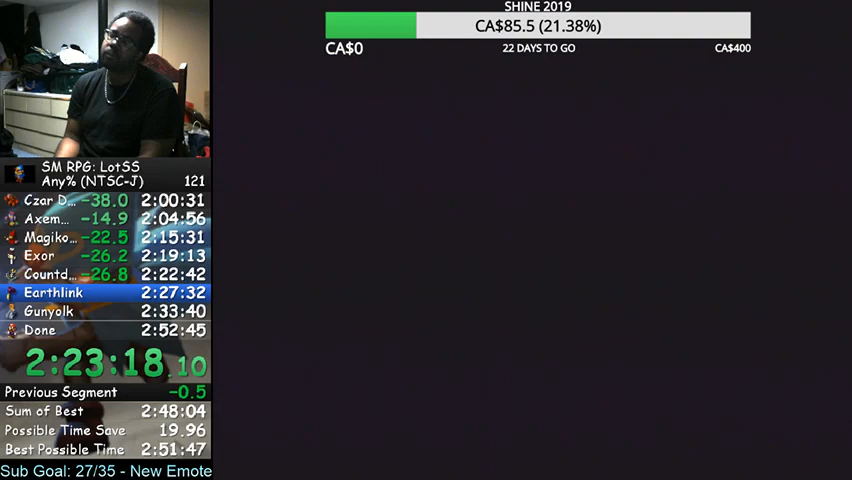 SHINE 2019
CA$85.5 (21.38%)
CA$0 22 DAYS TO GO CA$400
SM RPG: LotSS
Any% (NTSC-J) 121
Czar D... -38.0 2:00:31
Axem... -14.9 2:04:56
Magiko... -22.5 2:15:31
Exor -26.2 2:19:13
Countd... -26.8 2:22:42
Earthlink 2:27:32
Gunyolk 2:33:40
Done 2:52:45
2:23:18.10
Previous Segment -0.5
Sum of Best 2:48:04
Possible Time Save 19.96
Best Possible Time 2:51:47
Sub Goal: 27/35 - New Emote